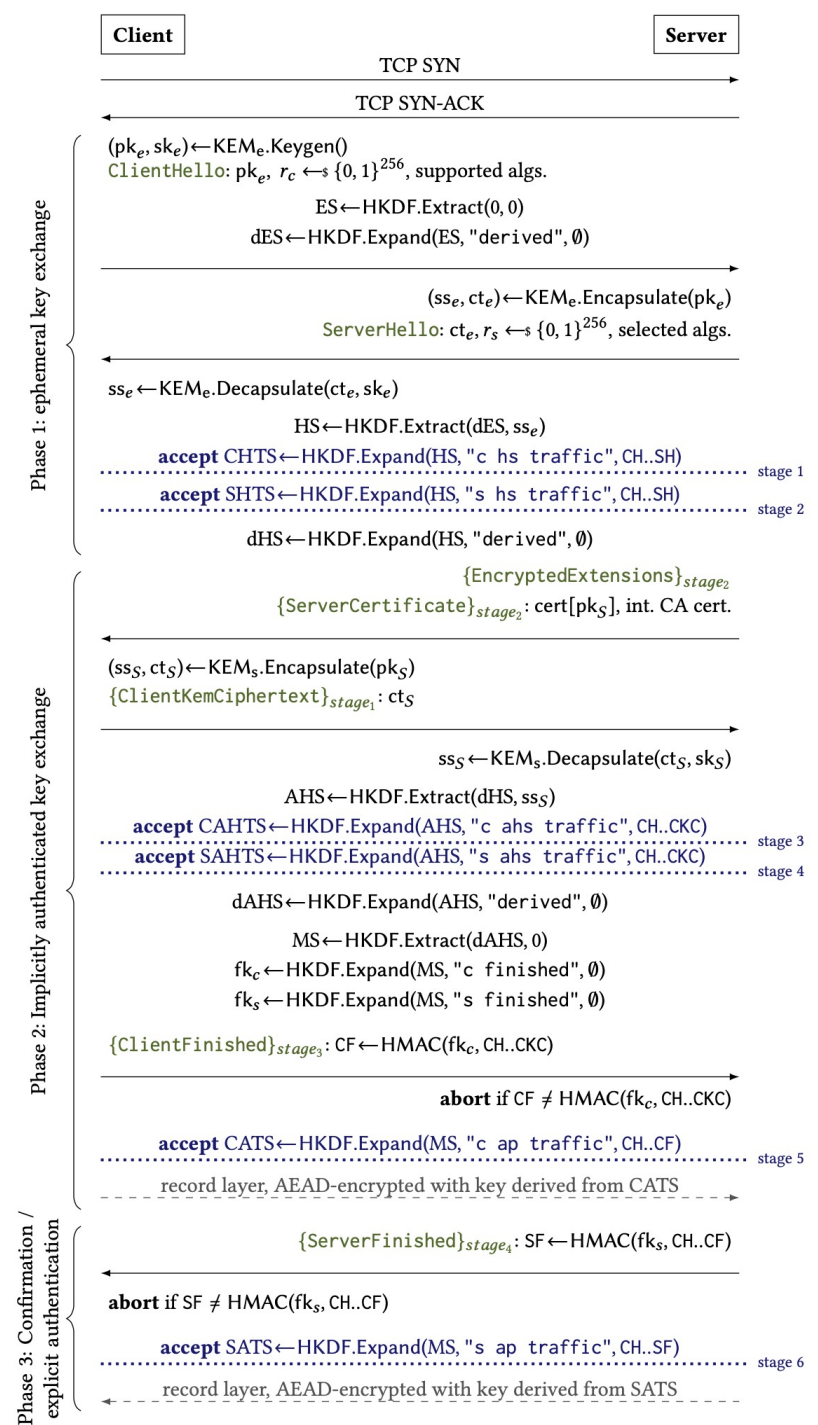 Client
Server
TCP SYN
TCP SYN-ACK
Phase 1: ephemeral key exchange
(pkₑ, skₑ)←KEMₑ.Keygen()
ClientHello: pkₑ, r_c ←$ {0, 1}²⁵⁶, supported algs.
ES←HKDF.Extract(0, 0)
dES←HKDF.Expand(ES, "derived", ∅)
(ssₑ, ctₑ)←KEMₑ.Encapsulate(pkₑ)
ServerHello: ctₑ, rₛ ←$ {0, 1}²⁵⁶, selected algs.
ssₑ←KEMₑ.Decapsulate(ctₑ, skₑ)
HS←HKDF.Extract(dES, ssₑ)
accept CHTS←HKDF.Expand(HS, "c hs traffic", CH..SH)
stage 1
accept SHTS←HKDF.Expand(HS, "s hs traffic", CH..SH)
stage 2
dHS←HKDF.Expand(HS, "derived", ∅)
Phase 2: Implicitly authenticated key exchange
{EncryptedExtensions}_stage₂
{ServerCertificate}_stage₂: cert[pk_S], int. CA cert.
(ss_S, ct_S)←KEMₛ.Encapsulate(pk_S)
{ClientKemCiphertext}_stage₁: ct_S
ss_S←KEMₛ.Decapsulate(ct_S, sk_S)
AHS←HKDF.Extract(dHS, ss_S)
accept CAHTS←HKDF.Expand(AHS, "c ahs traffic", CH..CKC)
stage 3
accept SAHTS←HKDF.Expand(AHS, "s ahs traffic", CH..CKC)
stage 4
dAHS←HKDF.Expand(AHS, "derived", ∅)
MS←HKDF.Extract(dAHS, 0)
fk_c←HKDF.Expand(MS, "c finished", ∅)
fkₛ←HKDF.Expand(MS, "s finished", ∅)
{ClientFinished}_stage₃: CF←HMAC(fk_c, CH..CKC)
abort if CF ≠ HMAC(fk_c, CH..CKC)
accept CATS←HKDF.Expand(MS, "c ap traffic", CH..CF)
stage 5
record layer, AEAD-encrypted with key derived from CATS
Phase 3: Confirmation /
explicit authentication
{ServerFinished}_stage₄: SF←HMAC(fkₛ, CH..CF)
abort if SF ≠ HMAC(fkₛ, CH..CF)
accept SATS←HKDF.Expand(MS, "s ap traffic", CH..SF)
stage 6
record layer, AEAD-encrypted with key derived from SATS